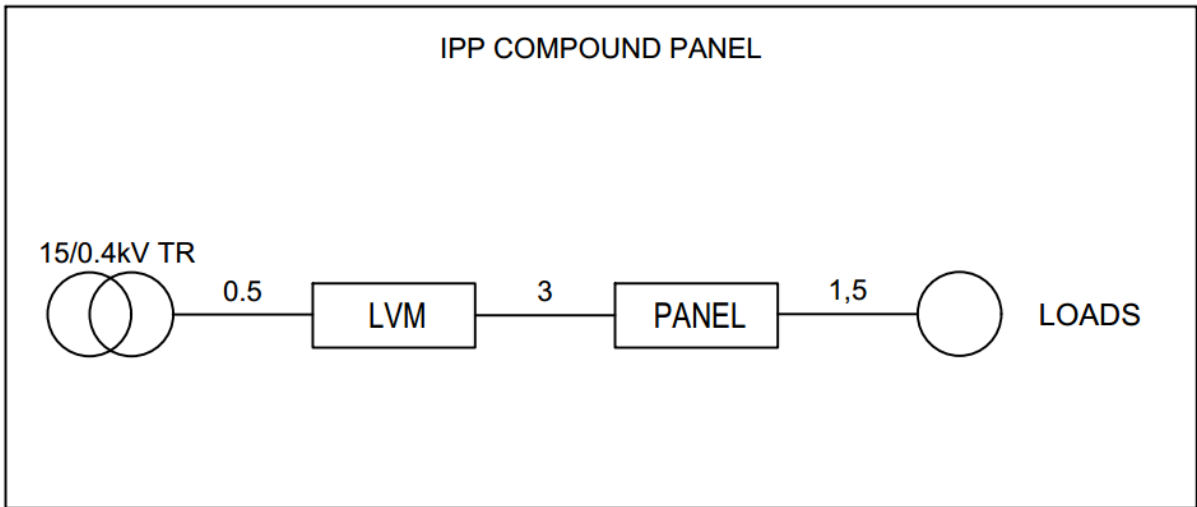 IPP COMPOUND PANEL
15/0.4kV TR
0.5
LVM
3
PANEL
1,5
LOADS